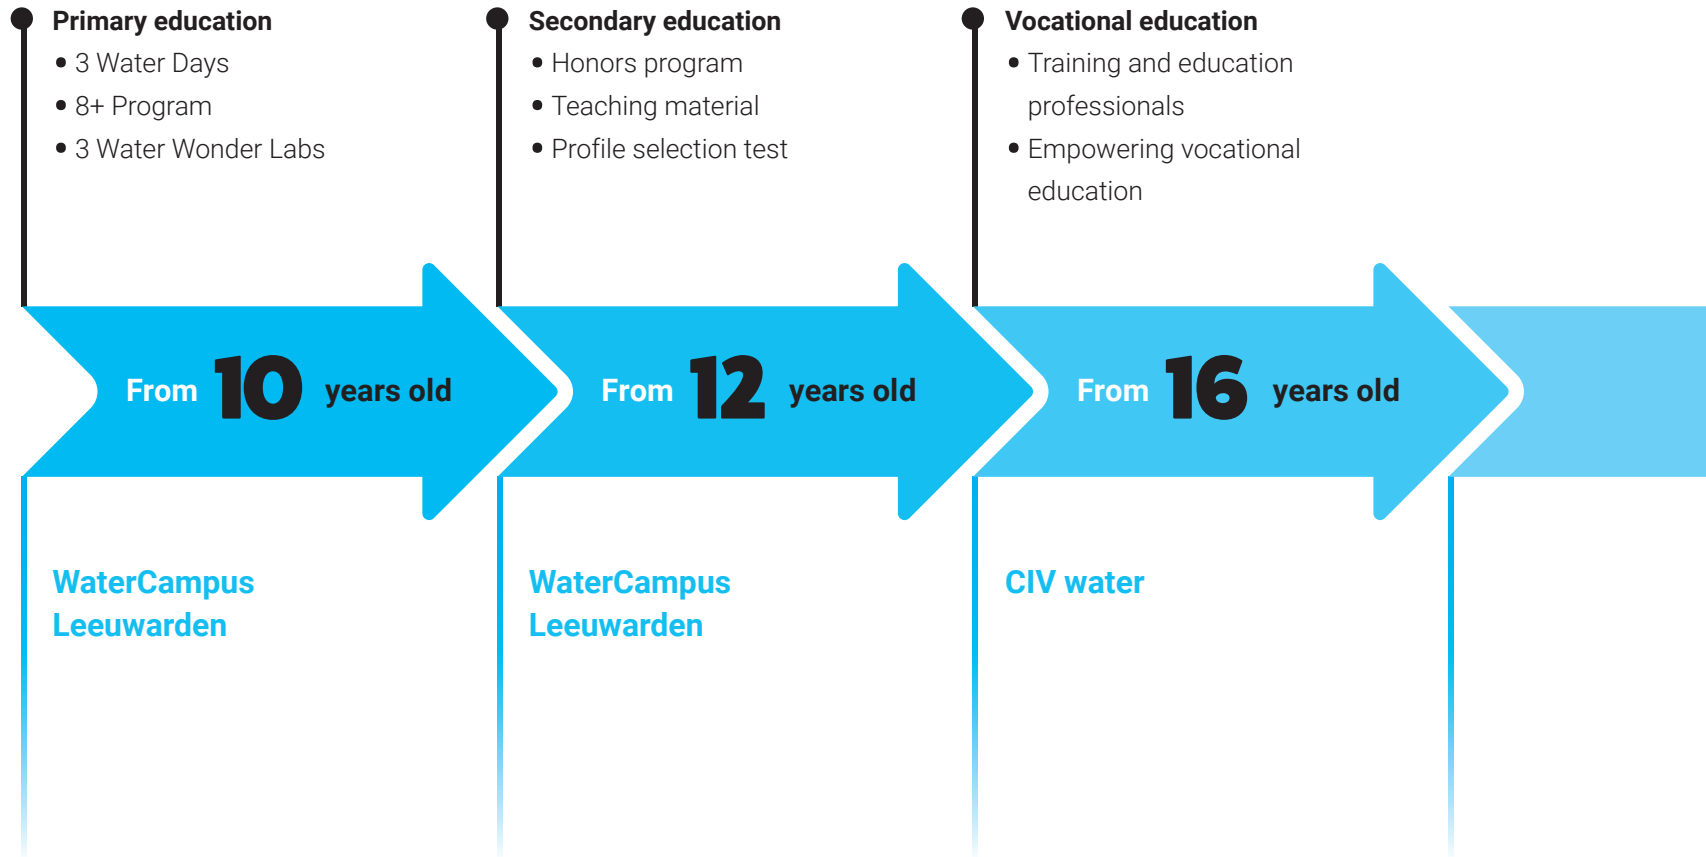 Primary education
• 3 Water Days
• 8+ Program
• 3 Water Wonder Labs
Secondary education
• Honors program
• Teaching material
• Profile selection test
Vocational education
• Training and education
professionals
• Empowering vocational
education
From 10 years old
From 12 years old
From 16 years old
WaterCampus
Leeuwarden
WaterCampus
Leeuwarden
CIV water